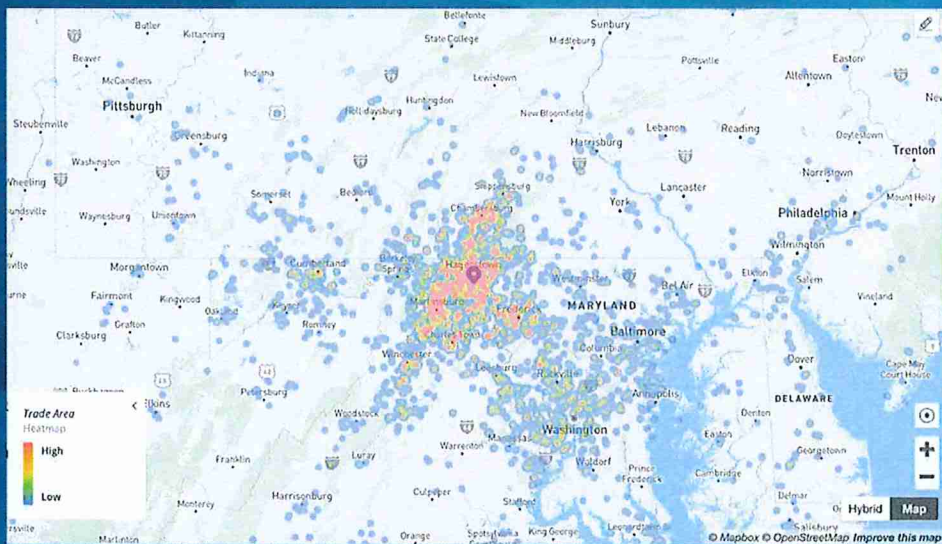 Butler
Kittanning
Bellefonte
State College
Sunbury
Middleburg
Beaver
McCandless
Indiana
Lewistown
Pottsville
Allentown
Easton
Pittsburgh
Huntingdon
Hollidaysburg
New Bloomfield
Steubenville
Greensburg
Harrisburg
Lebanon
Reading
Doylestown
Trenton
Washington
Norristown
Wheeling
Somerset
Bedford
Shippensburg
Lancaster
Mount Holly
Waynesburg
Uniontown
Chambersburg
York
Philadelphia
Wilmington
Morgantown
Cumberland
Berkeley
Springs
Hagerstown
Westminster
Bel Air
Elkton
Salem
Fairmont
Kingwood
Oakland
Keyser
Martinsburg
Frederick
MARYLAND
Vineland
Grafton
Romney
Clarksburg
Charles Town
Baltimore
Winchester
Columbia
Leesburg
Rockville
Dover
Cape May
Court House
Petersburg
Annapolis
DELAWARE
Woodstock
Washington
Denton
Easton
Georgetown
Franklin
Luray
Warrenton
Manassas
Waldorf
Prince
Frederick
Cambridge
Monterey
Harrisonburg
Culpeper
Stafford
Delmar
Salisbury
Orange
King George
Leonardtown
Trade Area
Heatmap
High
Low
Hybrid
Map
© Mapbox © OpenStreetMap Improve this map